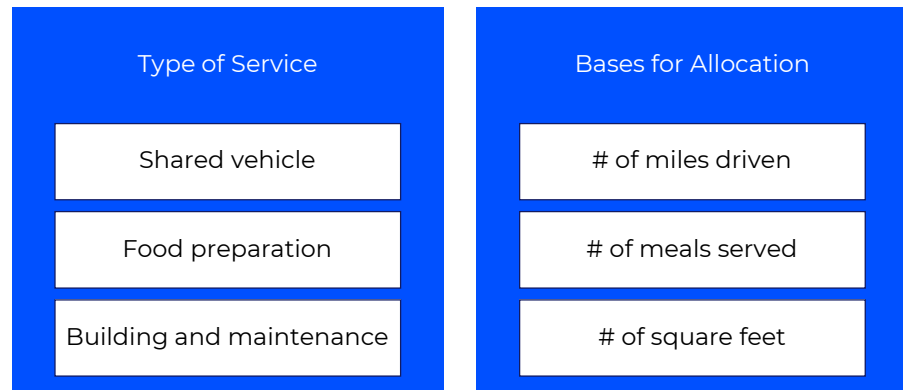 Type of Service
Shared vehicle
Food preparation
Building and maintenance
Bases for Allocation
# of miles driven
# of meals served
# of square feet